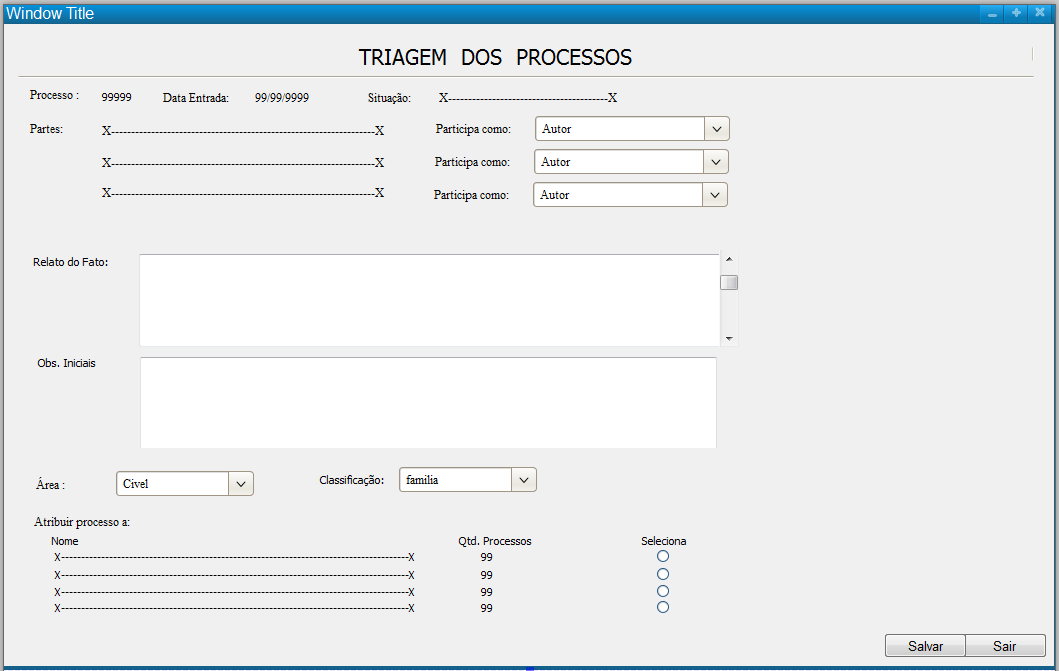 Window Title
TRIAGEM DOS PROCESSOS
Processo : 99999 Data Entrada: 99/99/9999 Situação: X----------------------------------------X
Partes: X------------------------------------------------------------------X Participa como: Autor
X------------------------------------------------------------------X Participa como: Autor
X------------------------------------------------------------------X Participa como: Autor
Relato do Fato:
Obs. Iniciais
Área : Civel Classificação: familia
Atribuir processo a:
Nome Qtd. Processos Seleciona
X---------------------------------------------------------------------------------------X 99
X---------------------------------------------------------------------------------------X 99
X---------------------------------------------------------------------------------------X 99
X---------------------------------------------------------------------------------------X 99
Salvar Sair